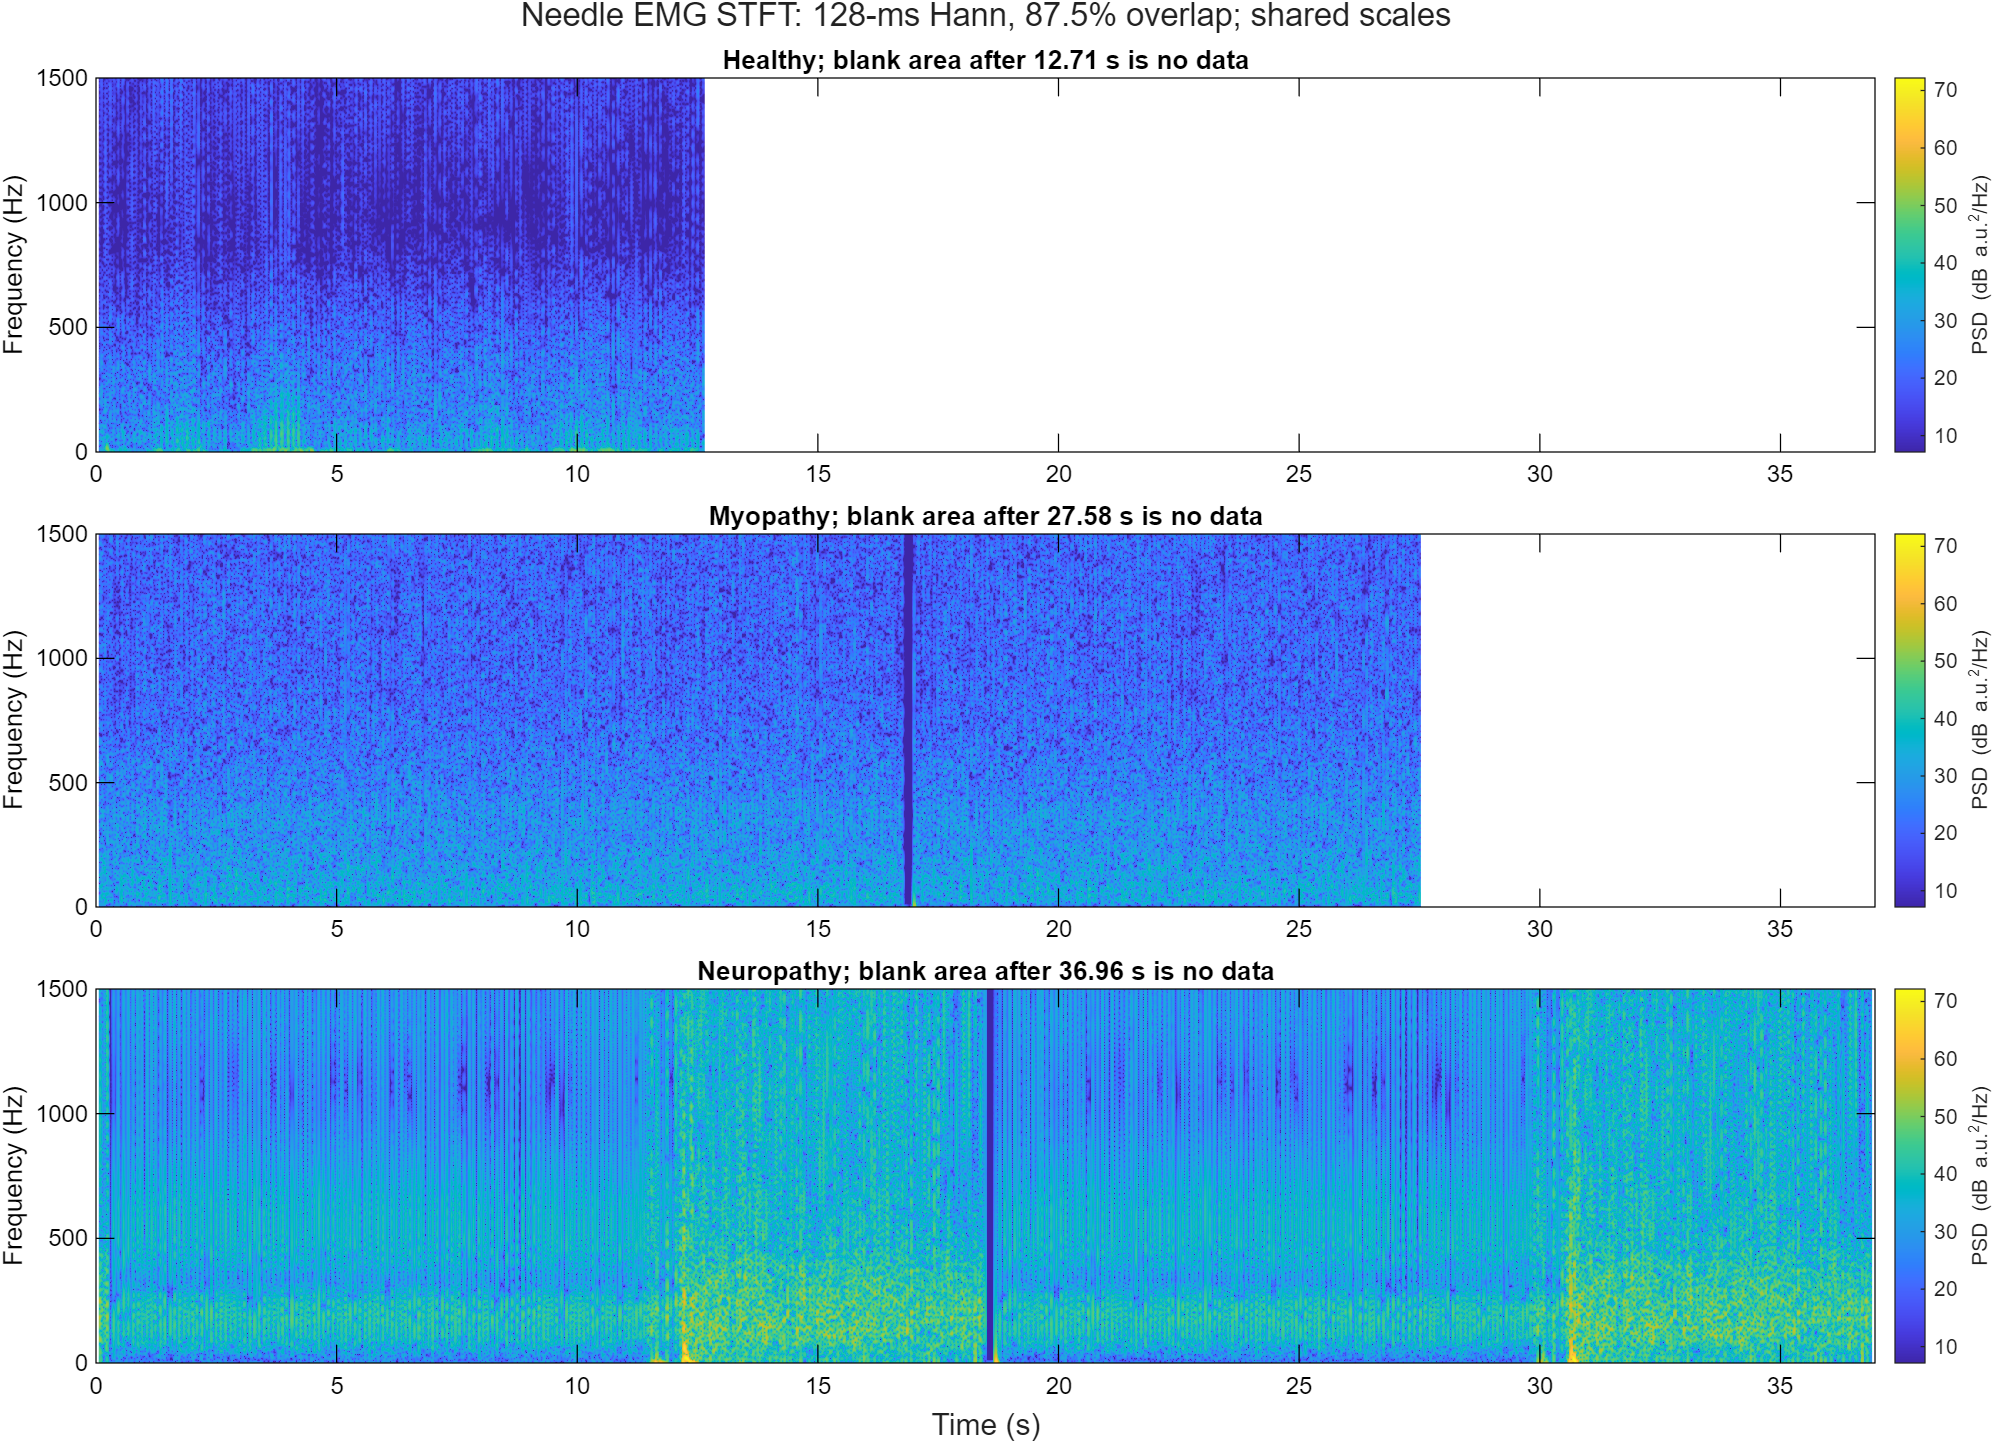 Needle EMG STFT: 128-ms Hann, 87.5% overlap; shared scales
Healthy; blank area after 12.71 s is no data
Frequency (Hz)
1500
1000
500
0
0 5 10 15 20 25 30 35
70
60
50
40
30
20
10
PSD (dB a.u.²/Hz)
Myopathy; blank area after 27.58 s is no data
Frequency (Hz)
1500
1000
500
0
0 5 10 15 20 25 30 35
70
60
50
40
30
20
10
PSD (dB a.u.²/Hz)
Neuropathy; blank area after 36.96 s is no data
Frequency (Hz)
1500
1000
500
0
0 5 10 15 20 25 30 35
70
60
50
40
30
20
10
PSD (dB a.u.²/Hz)
Time (s)